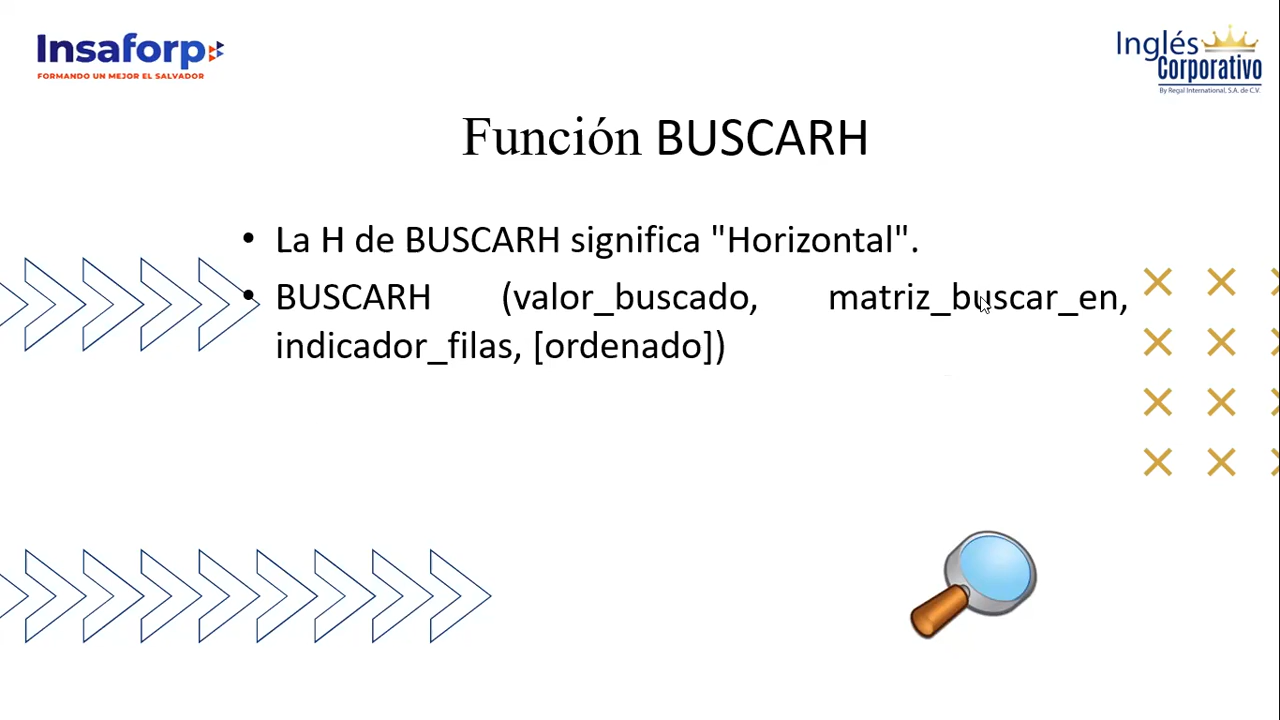 Insaforp
FORMANDO UN MEJOR EL SALVADOR
Inglés
Corporativo
By Regal International, S.A. de C.V.
Función BUSCARH
• La H de BUSCARH significa "Horizontal".
• BUSCARH (valor_buscado, matriz_buscar_en,
indicador_filas, [ordenado])